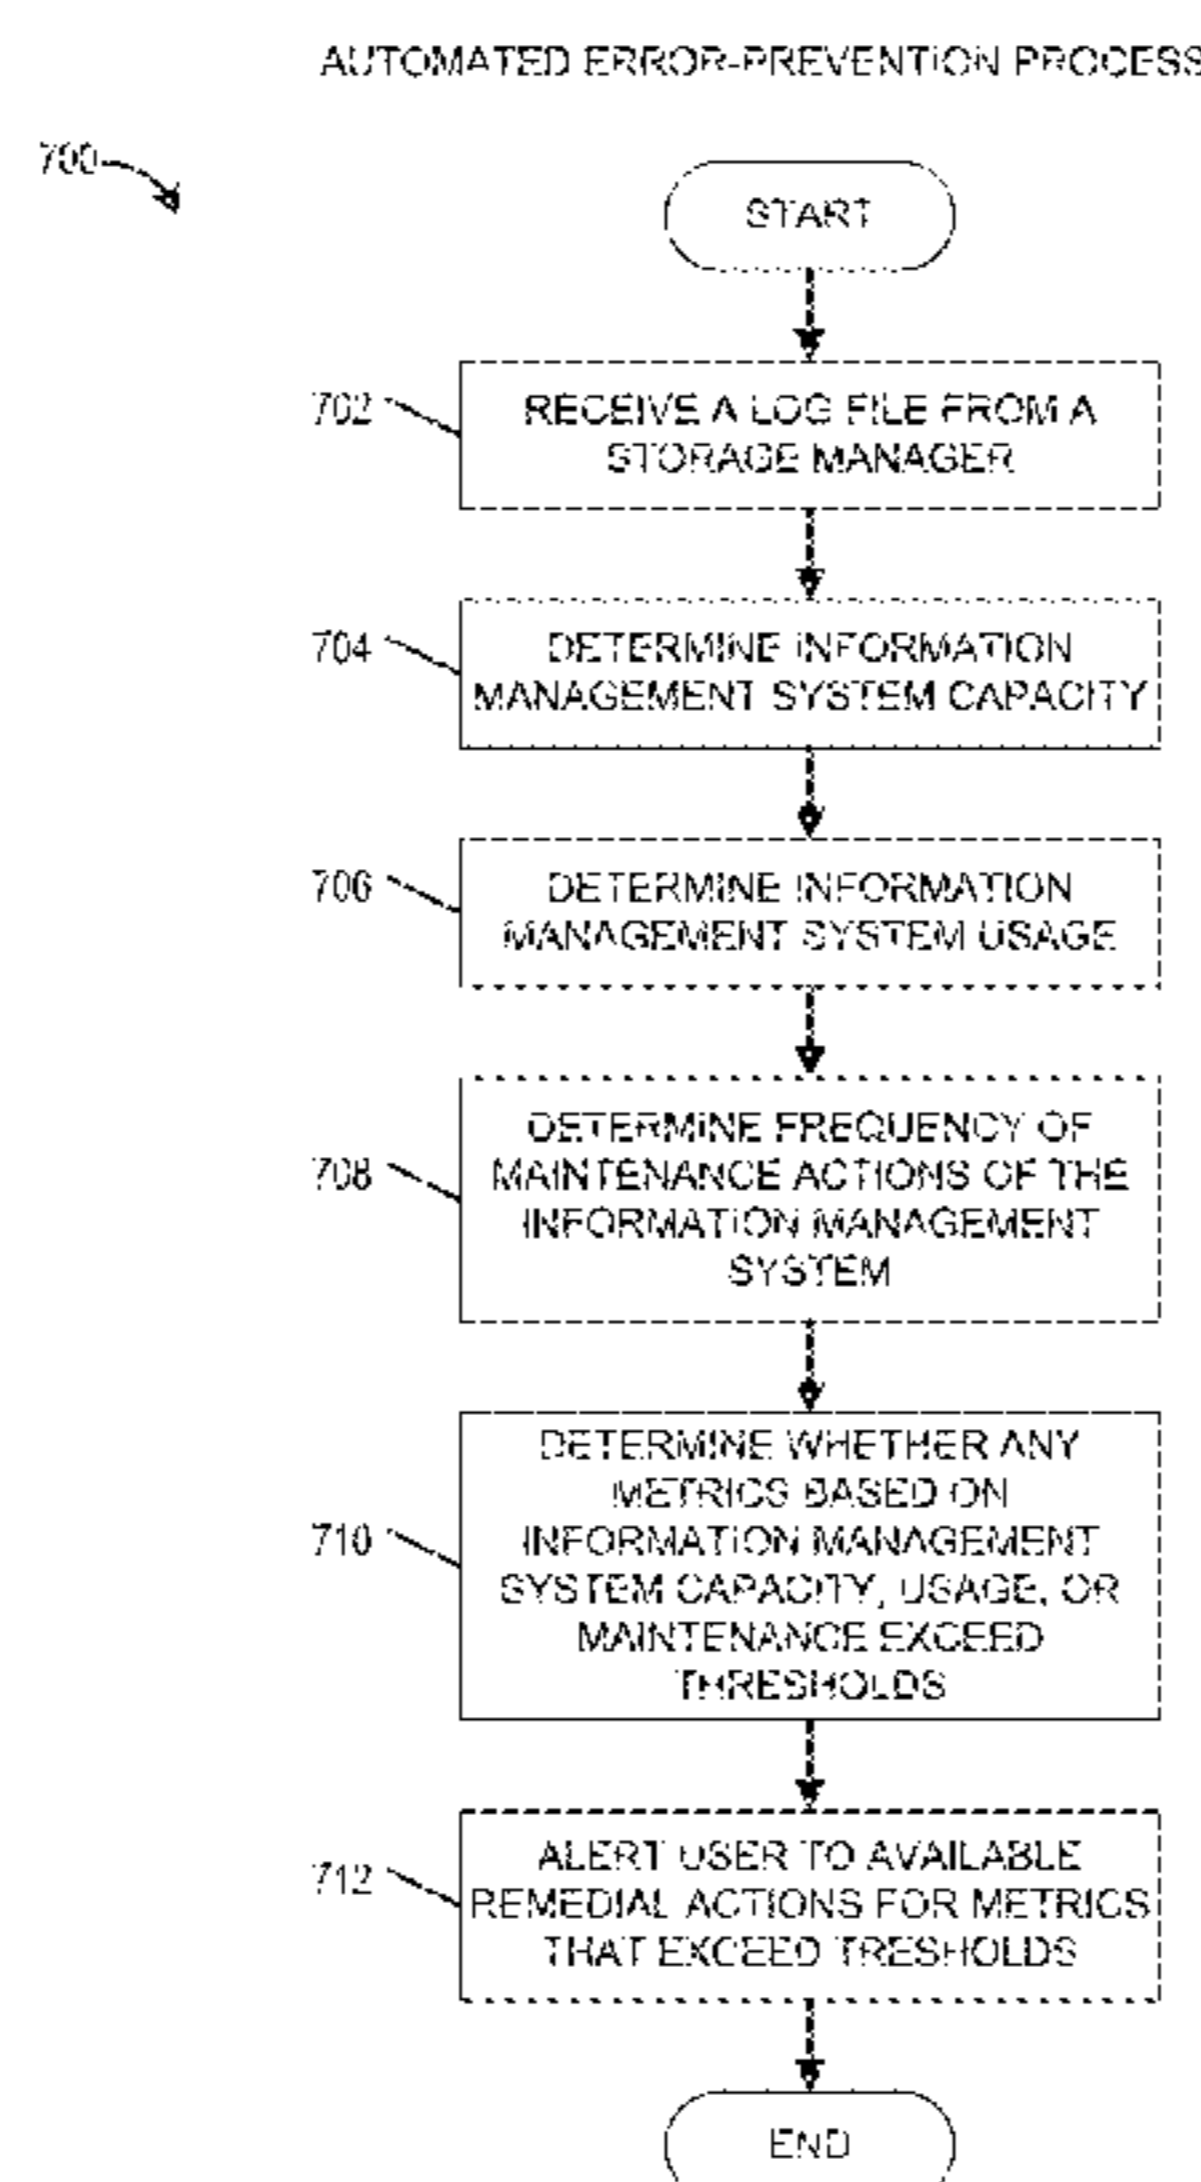 AUTOMATED ERROR-PREVENTION PROCESS
700
START
702
RECEIVE A LOG FILE FROM A
STORAGE MANAGER
704
DETERMINE INFORMATION
MANAGEMENT SYSTEM CAPACITY
706
DETERMINE INFORMATION
MANAGEMENT SYSTEM USAGE
708
DETERMINE FREQUENCY OF
MAINTENANCE ACTIONS OF THE
INFORMATION MANAGEMENT
SYSTEM
710
DETERMINE WHETHER ANY
METRICS BASED ON
INFORMATION MANAGEMENT
SYSTEM CAPACITY, USAGE, OR
MAINTENANCE EXCEED
THRESHOLDS
712
ALERT USER TO AVAILABLE
REMEDIAL ACTIONS FOR METRICS
THAT EXCEED TRESHOLDS
END